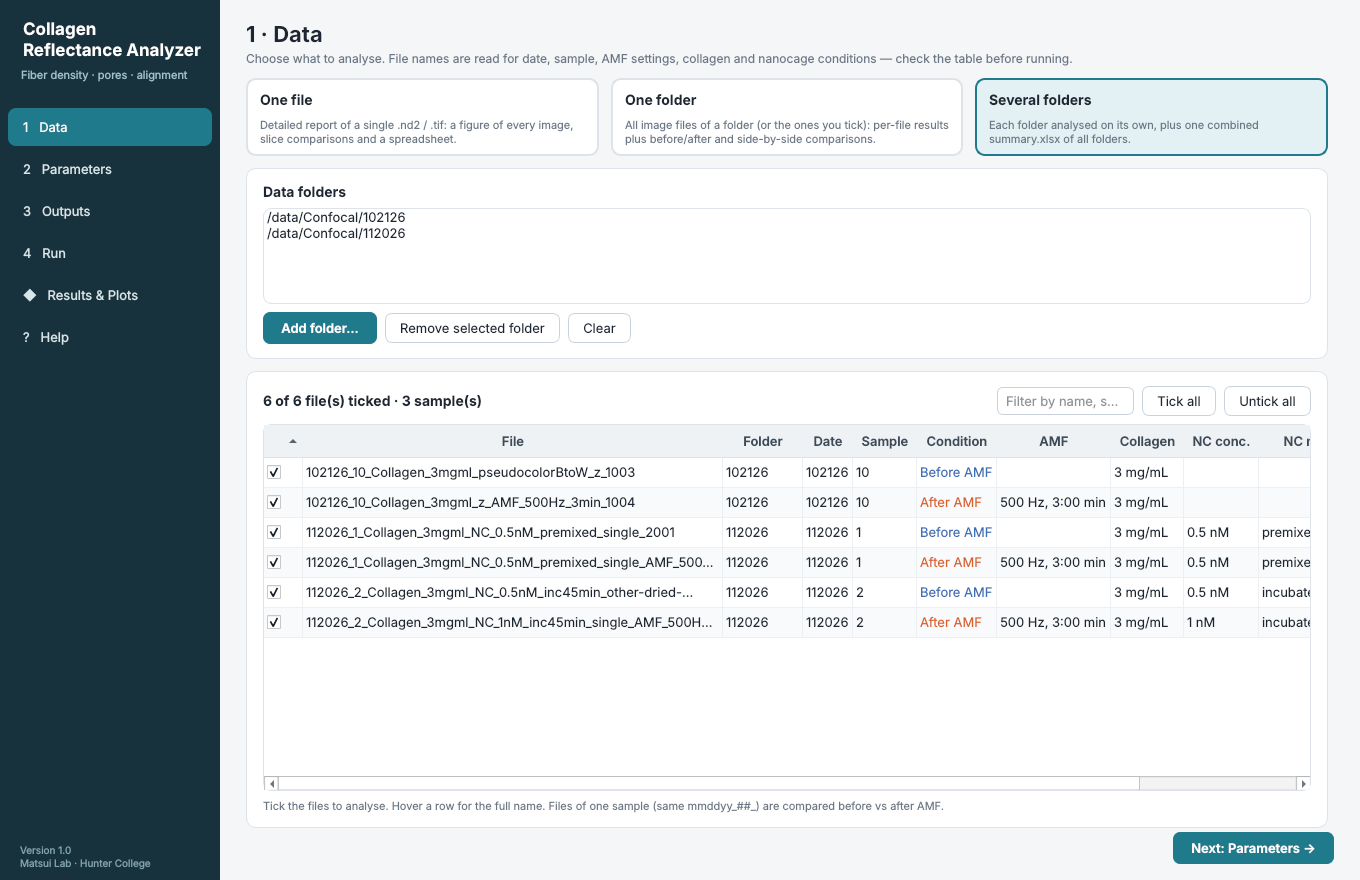 Collagen
Reflectance Analyzer
Fiber density · pores · alignment
1 Data
2 Parameters
3 Outputs
4 Run
◆ Results & Plots
? Help
Version 1.0
Matsui Lab · Hunter College
1 · Data
Choose what to analyse. File names are read for date, sample, AMF settings, collagen and nanocage conditions — check the table before running.
One file
Detailed report of a single .nd2 / .tif: a figure of every image,
slice comparisons and a spreadsheet.
One folder
All image files of a folder (or the ones you tick): per-file results
plus before/after and side-by-side comparisons.
Several folders
Each folder analysed on its own, plus one combined
summary.xlsx of all folders.
Data folders
/data/Confocal/102126
/data/Confocal/112026
Add folder... Remove selected folder Clear
6 of 6 file(s) ticked · 3 sample(s) Filter by name, s... Tick all Untick all
File Folder Date Sample Condition AMF Collagen NC conc. NC r
102126_10_Collagen_3mgml_pseudocolorBtoW_z_1003 102126 102126 10 Before AMF 3 mg/mL
102126_10_Collagen_3mgml_z_AMF_500Hz_3min_1004 102126 102126 10 After AMF 500 Hz, 3:00 min 3 mg/mL
112026_1_Collagen_3mgml_NC_0.5nM_premixed_single_2001 112026 112026 1 Before AMF 3 mg/mL 0.5 nM premixe
112026_1_Collagen_3mgml_NC_0.5nM_premixed_single_AMF_500... 112026 112026 1 After AMF 500 Hz, 3:00 min 3 mg/mL 0.5 nM premixe
112026_2_Collagen_3mgml_NC_0.5nM_inc45min_other-dried-... 112026 112026 2 Before AMF 3 mg/mL 0.5 nM incubate
112026_2_Collagen_3mgml_NC_1nM_inc45min_single_AMF_500H... 112026 112026 2 After AMF 500 Hz, 3:00 min 3 mg/mL 1 nM incubate
Tick the files to analyse. Hover a row for the full name. Files of one sample (same mmddyy_##_) are compared before vs after AMF.
Next: Parameters →